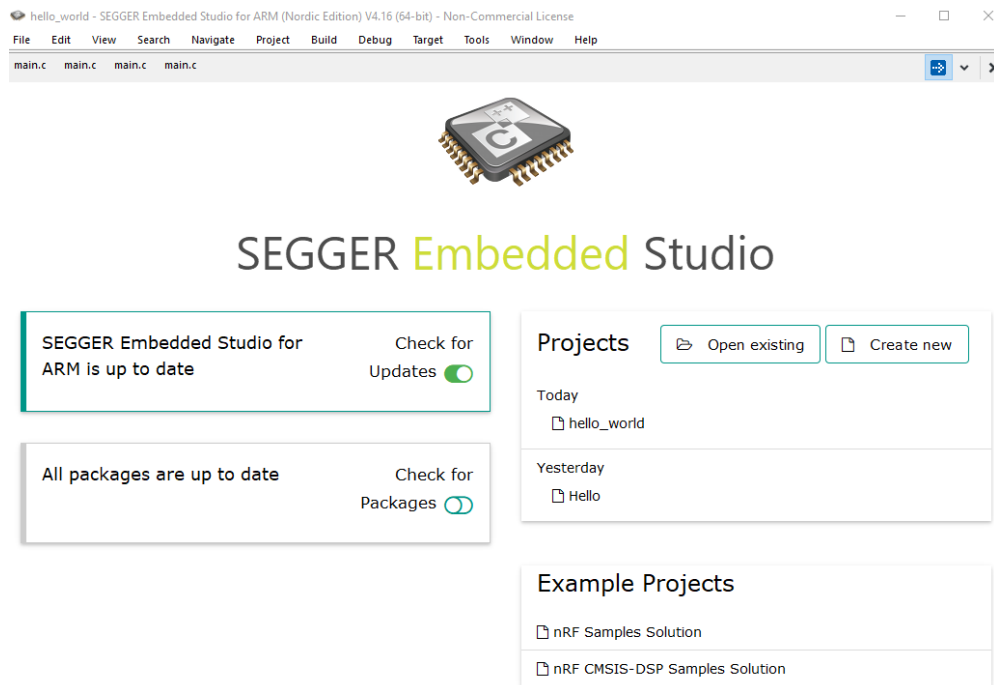 hello_world - SEGGER Embedded Studio for ARM (Nordic Edition) V4.16 (64-bit) - Non-Commercial License
File Edit View Search Navigate Project Build Debug Target Tools Window Help
main.c main.c main.c main.c
C
SEGGER Embedded Studio
SEGGER Embedded Studio for
ARM is up to date
Check for
Updates
All packages are up to date
Check for
Packages
Projects Open existing Create new
Today
hello_world
Yesterday
Hello
Example Projects
nRF Samples Solution
nRF CMSIS-DSP Samples Solution